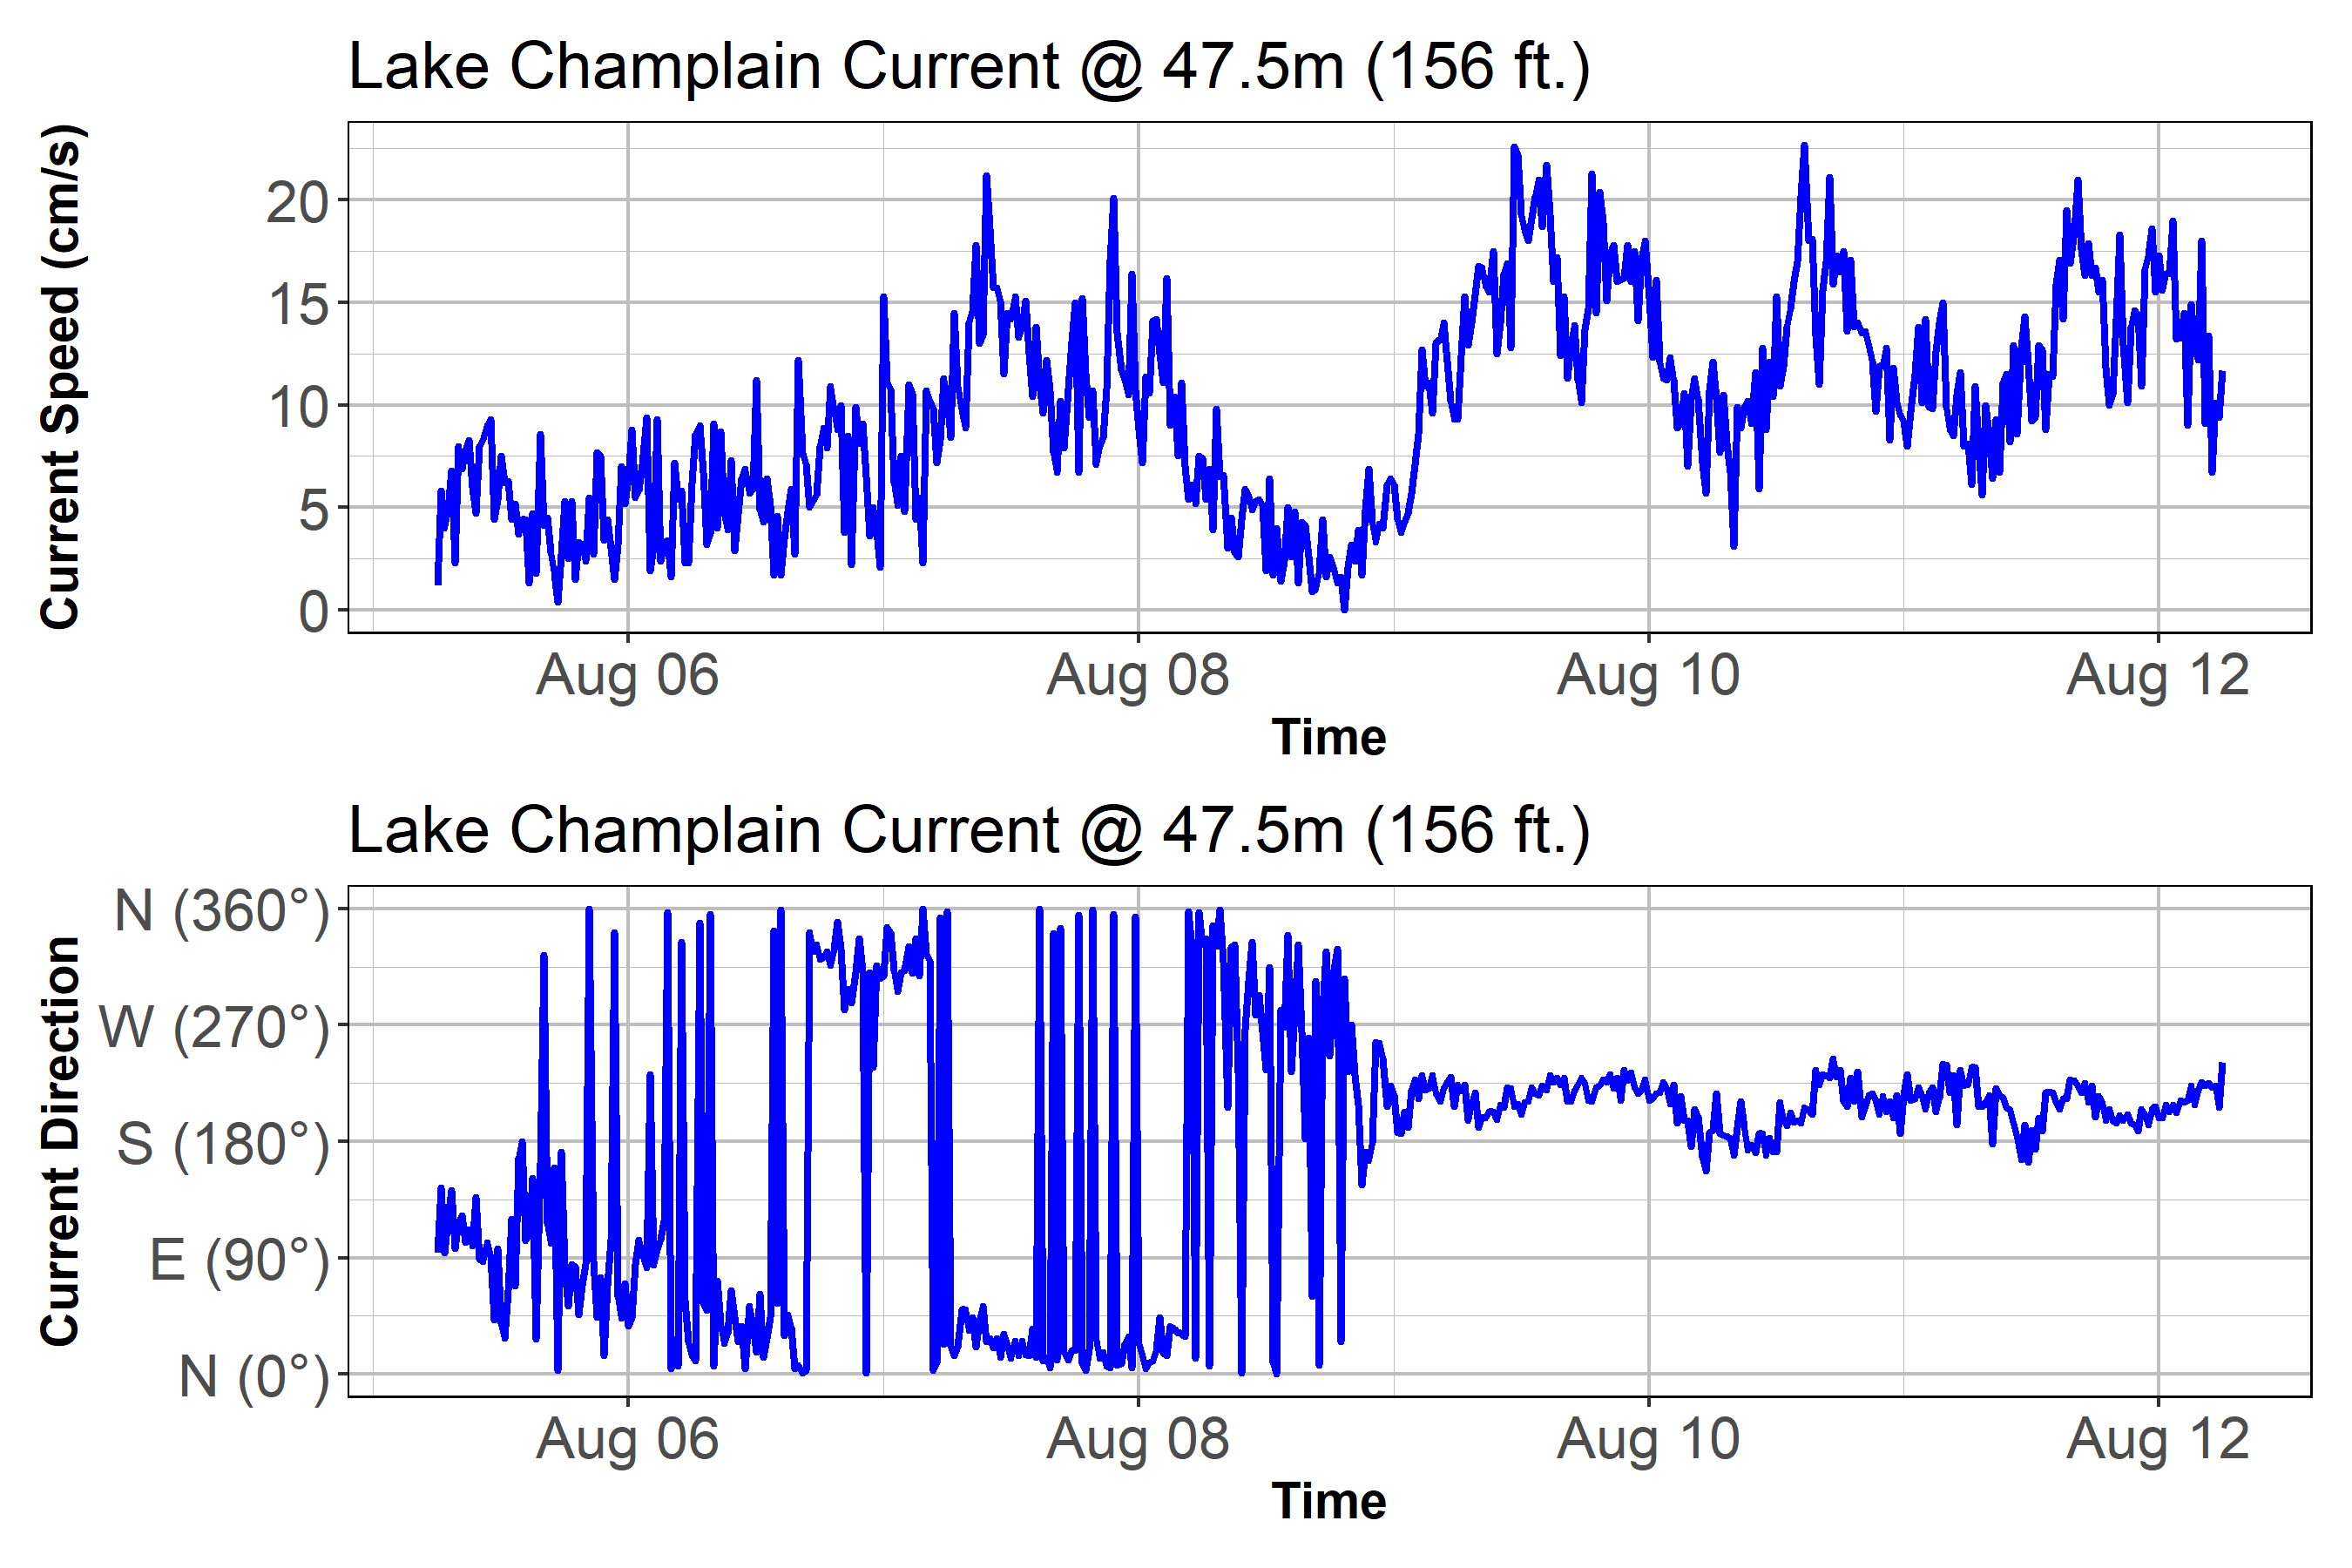 Lake Champlain Current @ 47.5m (156 ft.)
Current Speed (cm/s)
20
15
10
5
0
Aug 06 Aug 08 Aug 10 Aug 12
Time
Lake Champlain Current @ 47.5m (156 ft.)
Current Direction
N (360°)
W (270°)
S (180°)
E (90°)
N (0°)
Aug 06 Aug 08 Aug 10 Aug 12
Time